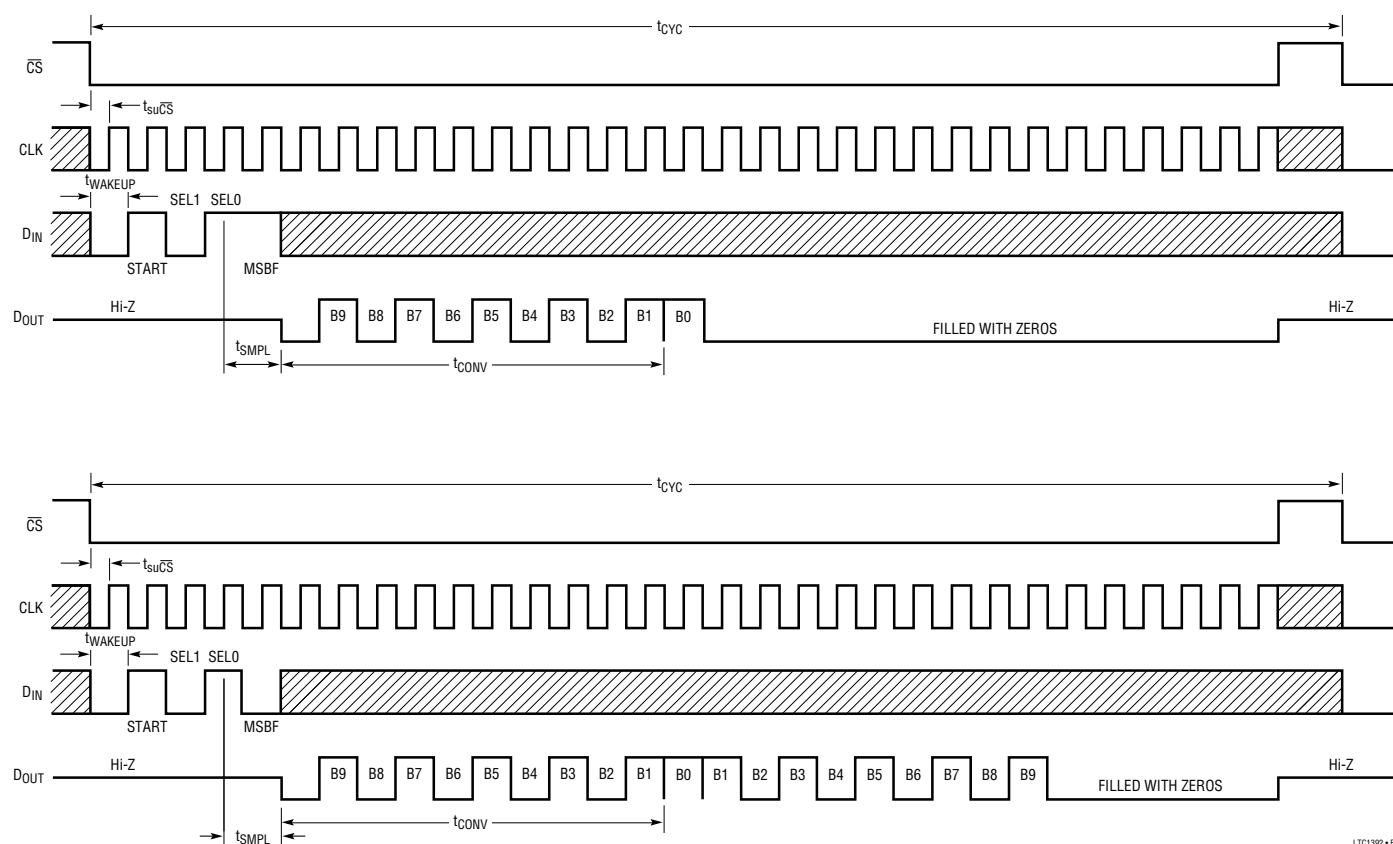 tCYC
CS
tsuCS
CLK
tWAKEUP
SEL1 SEL0
DIN
START MSBF
Hi-Z
DOUT
B9 B8 B7 B6 B5 B4 B3 B2 B1 B0
FILLED WITH ZEROS
Hi-Z
tSMPL
tCONV
tCYC
CS
tsuCS
CLK
tWAKEUP
SEL1 SEL0
DIN
START MSBF
Hi-Z
DOUT
B9 B8 B7 B6 B5 B4 B3 B2 B1 B0 B1 B2 B3 B4 B5 B6 B7 B8 B9
FILLED WITH ZEROS
Hi-Z
tSMPL
tCONV
LTC1392 •